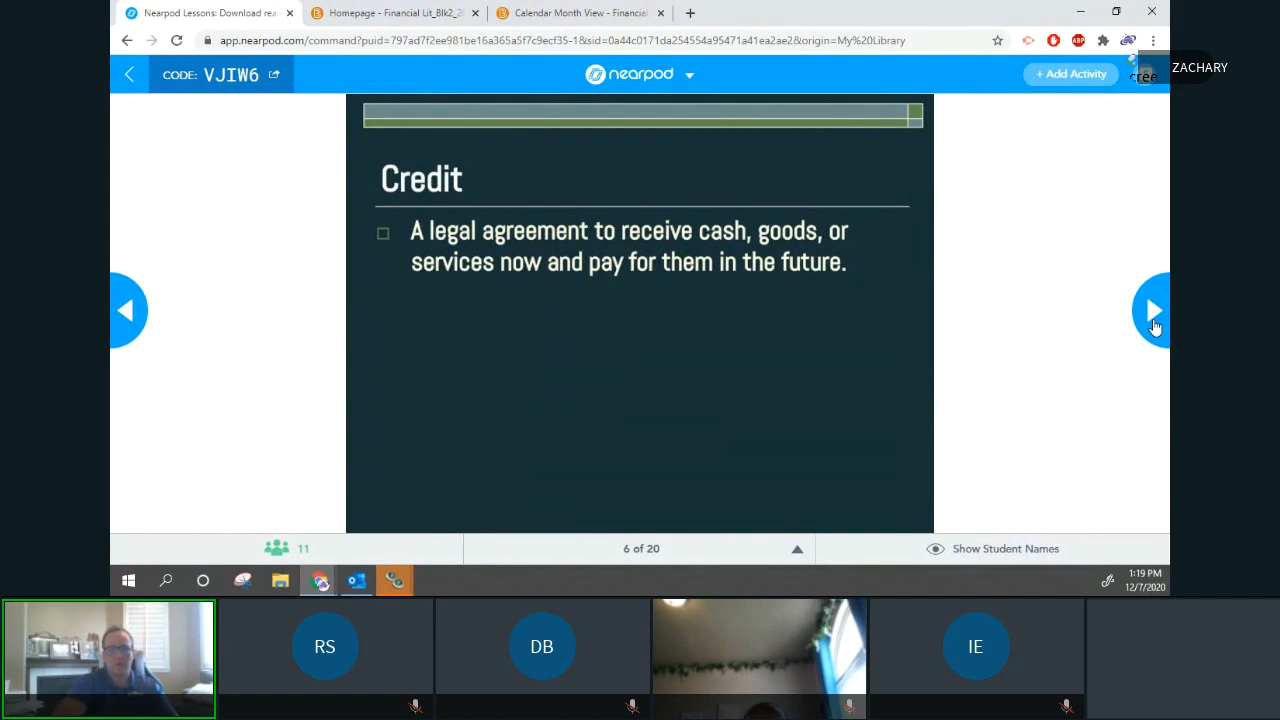 Nearpod Lessons: Download rea
Homepage - Financial Lit_Blk2_2
Calendar Month View - Financial
app.nearpod.com/command?puid=797ad7f2ee981be16a365a5f7c9ecf35-1&sid=0a44c0171da254554a95471a41ea2ae2&origin=My%20Library
ABP
CODE: VJIW6
nearpod
+ Add Activity
ZACHARY
Credit
A legal agreement to receive cash, goods, or
services now and pay for them in the future.
11
6 of 20
Show Student Names
1:19 PM
12/7/2020
RS
DB
IE